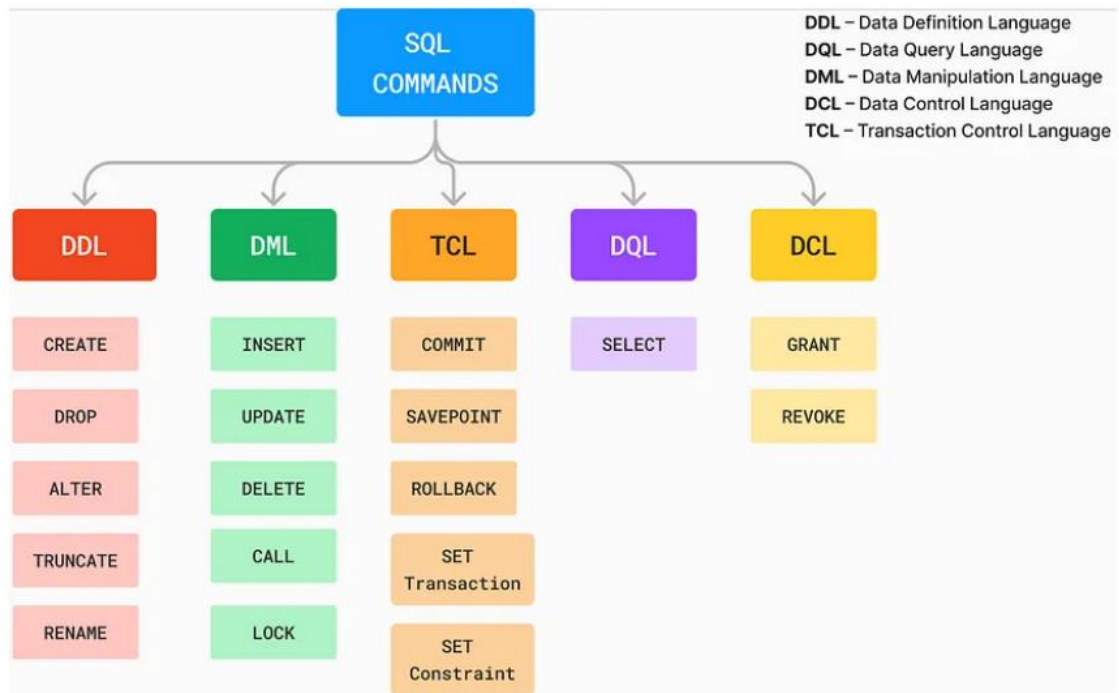 SQL
COMMANDS
DDL – Data Definition Language
DQL – Data Query Language
DML – Data Manipulation Language
DCL – Data Control Language
TCL – Transaction Control Language
DDL
DML
TCL
DQL
DCL
CREATE
INSERT
COMMIT
SELECT
GRANT
DROP
UPDATE
SAVEPOINT
REVOKE
ALTER
DELETE
ROLLBACK
TRUNCATE
CALL
SET
Transaction
RENAME
LOCK
SET
Constraint